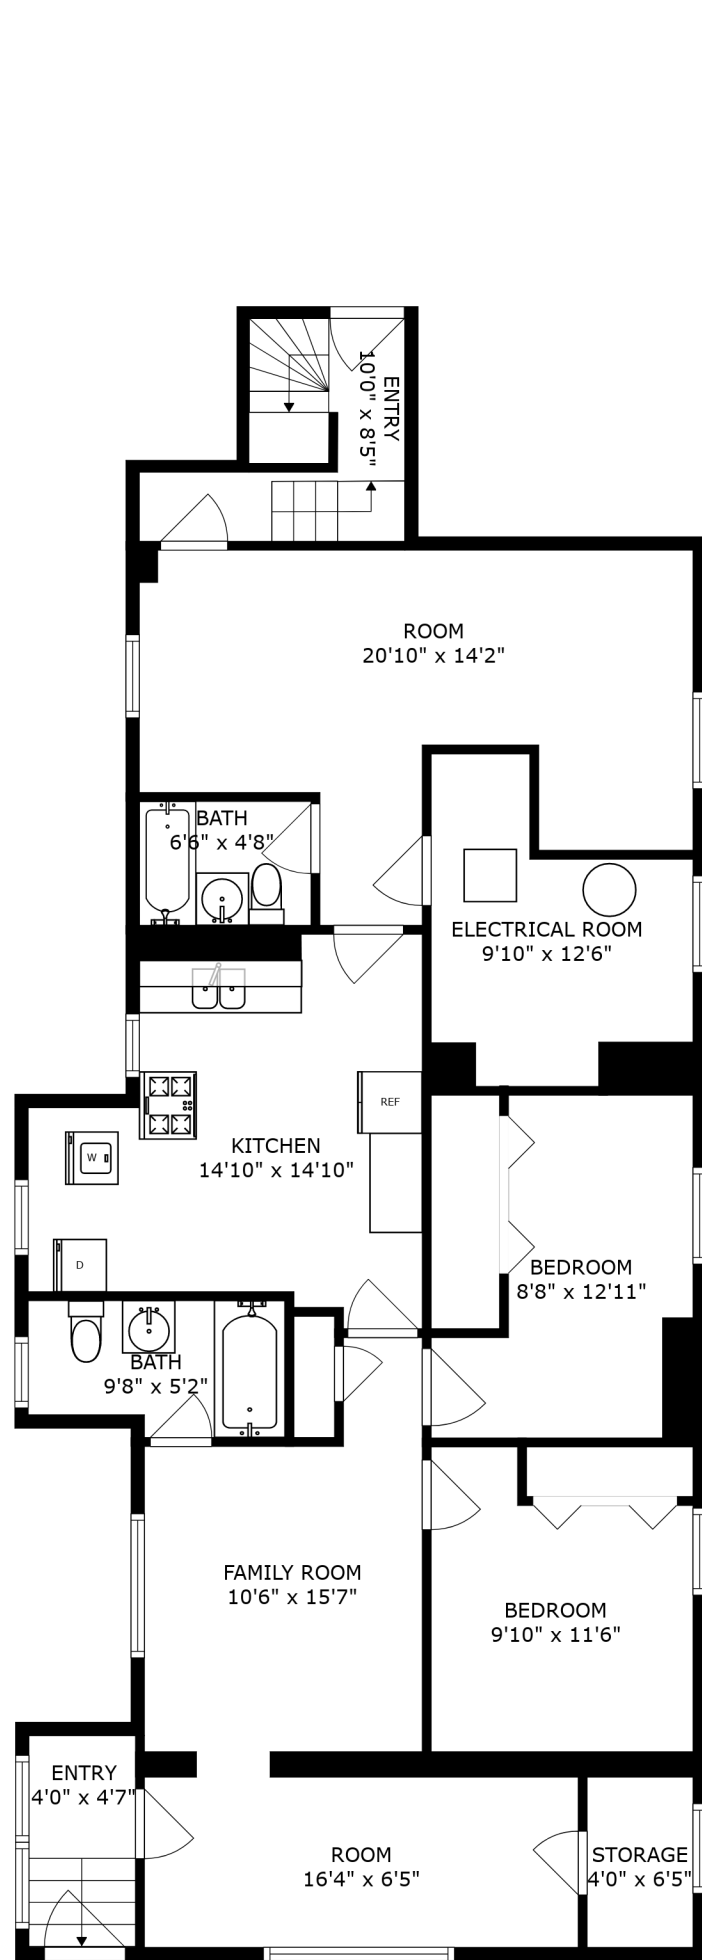 ENTRY
10'0" x 8'5"
ROOM
20'10" x 14'2"
BATH
6'6" x 4'8"
ELECTRICAL ROOM
9'10" x 12'6"
REF
KITCHEN
14'10" x 14'10"
W
D
BEDROOM
8'8" x 12'11"
BATH
9'8" x 5'2"
FAMILY ROOM
10'6" x 15'7"
BEDROOM
9'10" x 11'6"
ENTRY
4'0" x 4'7"
ROOM
16'4" x 6'5"
STORAGE
4'0" x 6'5"